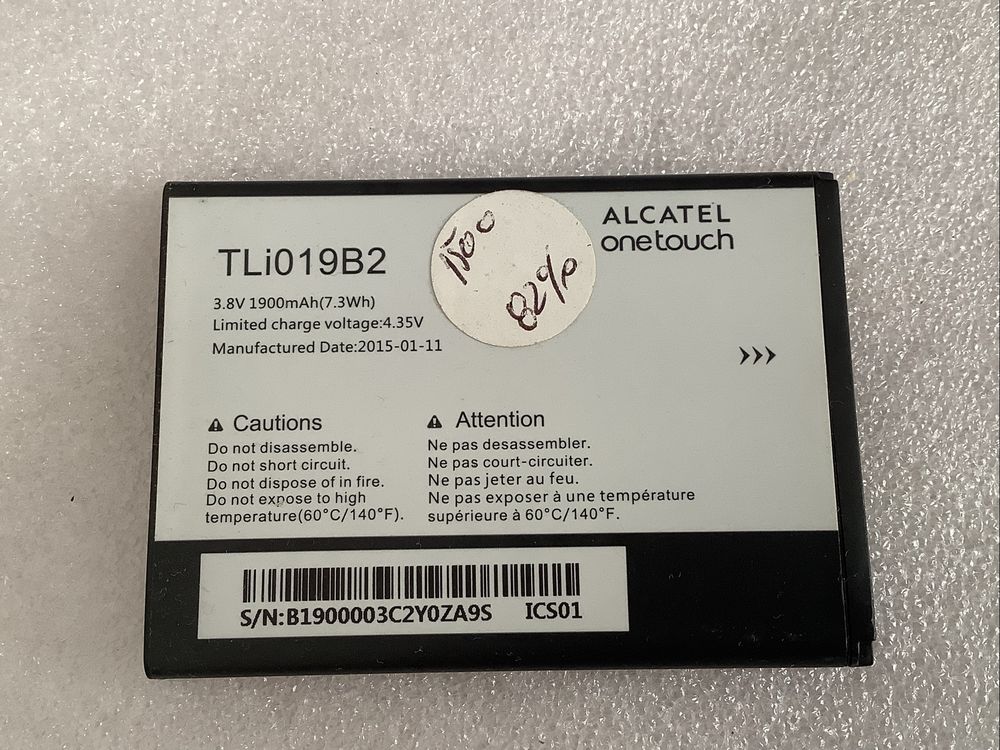 TLi019B2
3.8V 1900mAh(7.3Wh)
Limited charge voltage:4.35V
Manufactured Date:2015-01-11
1500
82%
ALCATEL
onetouch
Cautions
Do not disassemble.
Do not short circuit.
Do not dispose of in fire.
Do not expose to high
temperature(60°C/140°F).
Attention
Ne pas desassembler.
Ne pas court-circuiter.
Ne pas jeter au feu.
Ne pas exposer à une température
supérieure à 60°C/140°F.
S/N:B1900003C2Y0ZA9S ICS01